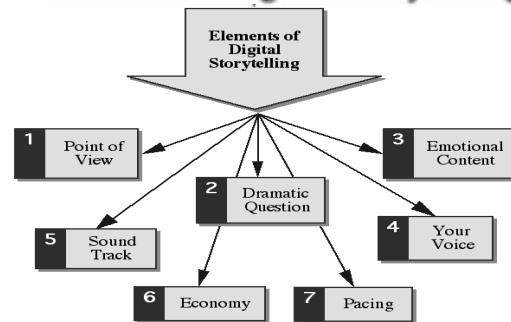 Elements of
Digital
Storytelling
1 Point of
View
3 Emotional
Content
2 Dramatic
Question
4 Your
Voice
5 Sound
Track
6 Economy
7 Pacing